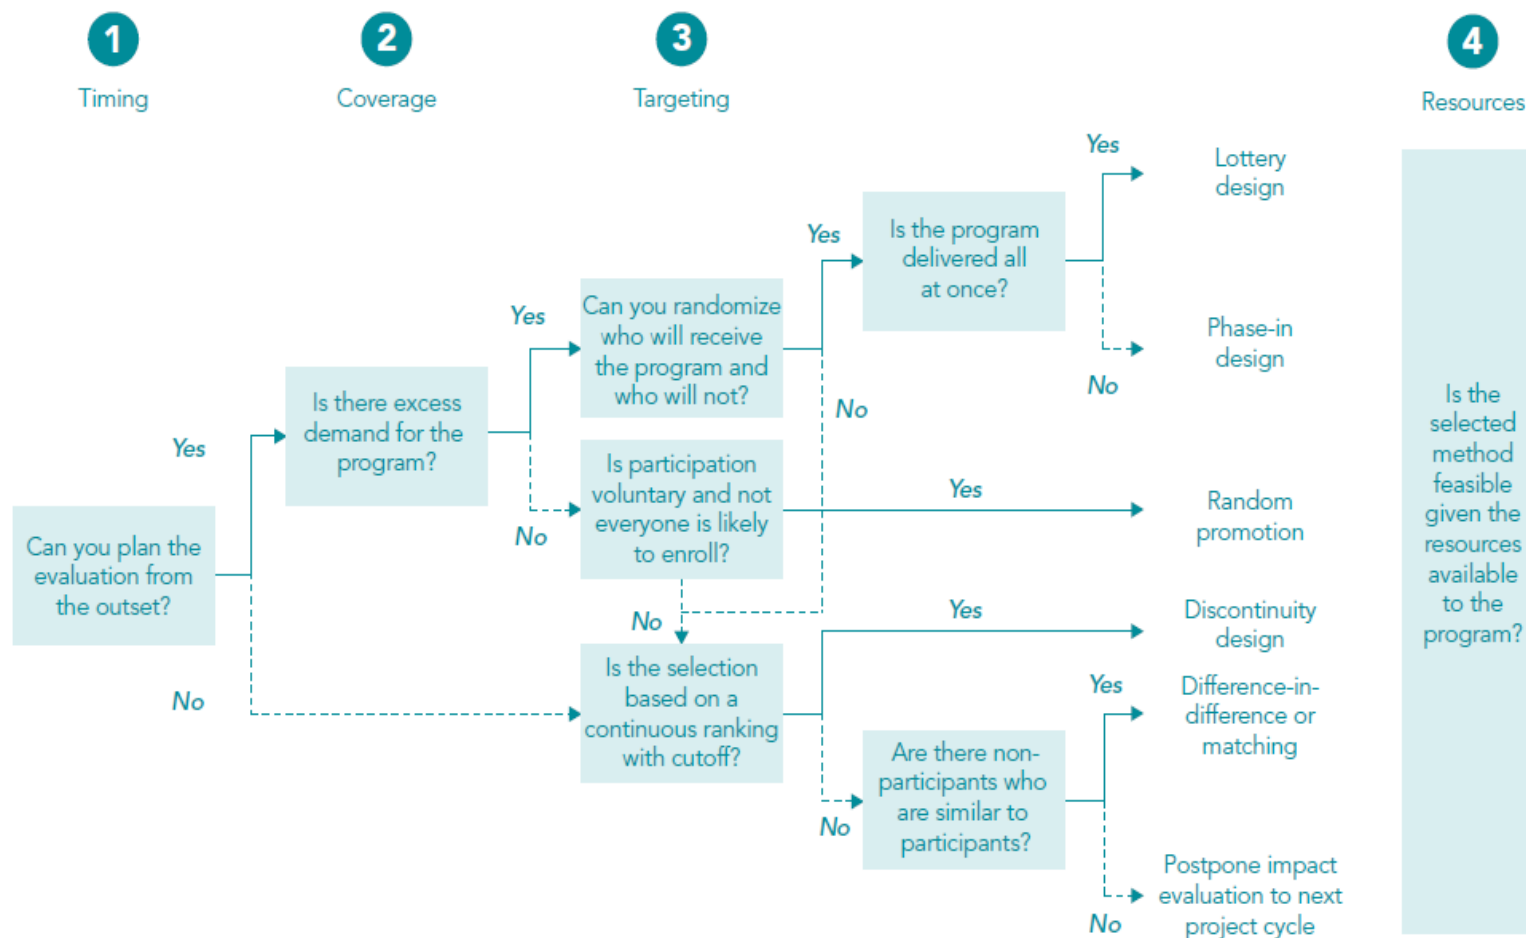 1
Timing
2
Coverage
3
Targeting
4
Resources
Can you plan the
evaluation from
the outset?
Yes
No
Is there excess
demand for the
program?
Yes
No
Can you randomize
who will receive
the program and
who will not?
Yes
No
Is participation
voluntary and not
everyone is likely
to enroll?
Yes
No
Is the selection
based on a
continuous ranking
with cutoff?
Yes
No
Is the program
delivered all
at once?
Yes
No
Are there non-
participants who
are similar to
participants?
Yes
No
Lottery
design
Phase-in
design
Random
promotion
Discontinuity
design
Difference-in-
difference or
matching
Postpone impact
evaluation to next
project cycle
Is the
selected
method
feasible
given the
resources
available
to the
program?